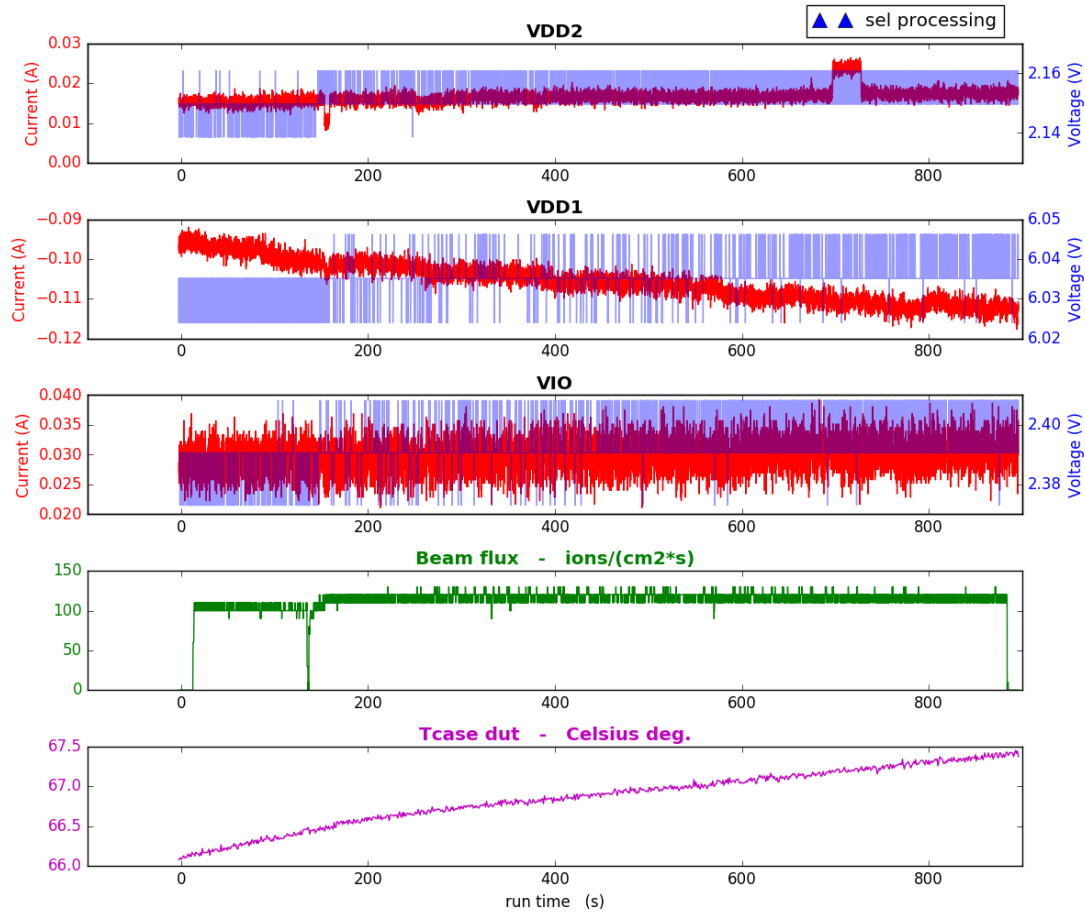 ▲ ▲ sel processing
VDD2
0.03
0.02
0.01
0.00
Current (A)
2.16
2.14
Voltage (V)
0 200 400 600 800
VDD1
−0.09
−0.10
−0.11
−0.12
Current (A)
6.05
6.04
6.03
6.02
Voltage (V)
0 200 400 600 800
VIO
0.040
0.035
0.030
0.025
0.020
Current (A)
2.40
2.38
Voltage (V)
0 200 400 600 800
Beam flux - ions/(cm2*s)
150
100
50
0
0 200 400 600 800
Tcase dut - Celsius deg.
67.5
67.0
66.5
66.0
0 200 400 600 800
run time (s)